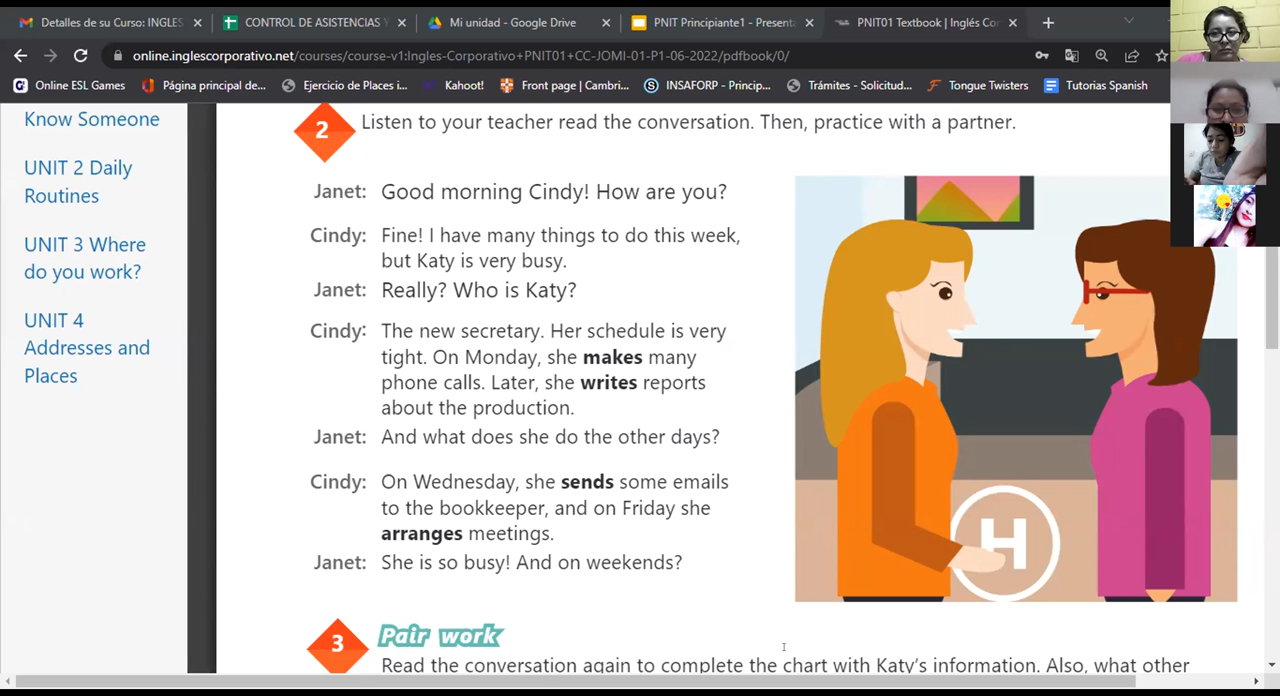 Detalles de su Curso: INGLES
CONTROL DE ASISTENCIAS Y
Mi unidad - Google Drive
PNIT Principiante1 - Present
PNIT01 Textbook | Inglés Cor
online.inglescorporativo.net/courses/course-v1:Ingles-Corporativo+PNIT01+CC-JOMI-01-P1-06-2022/pdfbook/0/
Online ESL Games
Página principal de...
Ejercicio de Places i...
Kahoot!
Front page | Cambri...
INSAFORP - Princip...
Trámites - Solicitud...
Tongue Twisters
Tutorias Spanish
Know Someone
UNIT 2 Daily
Routines
UNIT 3 Where
do you work?
UNIT 4
Addresses and
Places
2 Listen to your teacher read the conversation. Then, practice with a partner.
Janet: Good morning Cindy! How are you?
Cindy: Fine! I have many things to do this week,
but Katy is very busy.
Janet: Really? Who is Katy?
Cindy: The new secretary. Her schedule is very
tight. On Monday, she makes many
phone calls. Later, she writes reports
about the production.
Janet: And what does she do the other days?
Cindy: On Wednesday, she sends some emails
to the bookkeeper, and on Friday she
arranges meetings.
Janet: She is so busy! And on weekends?
H
3 Pair work
Read the conversation again to complete the chart with Katy's information. Also, what other